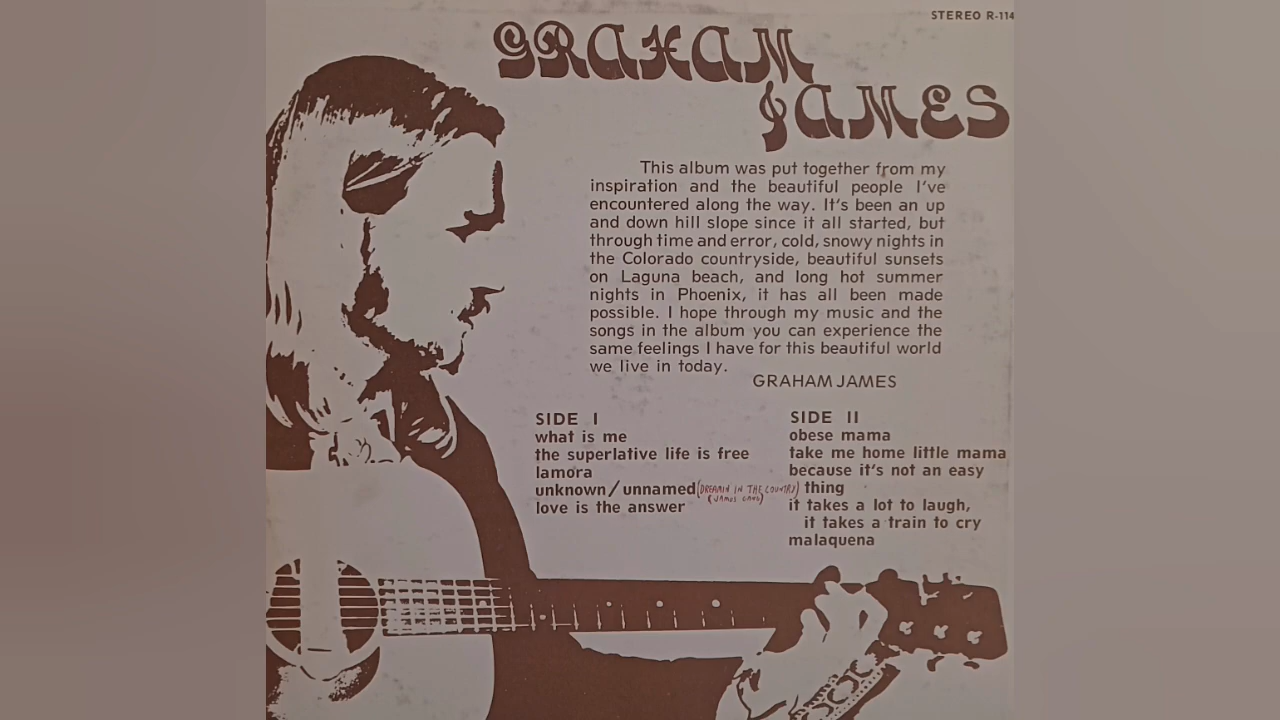 STEREO R-114
GRAHAM
JAMES
This album was put together from my
inspiration and the beautiful people I've
encountered along the way. It's been an up
and down hill slope since it all started, but
through time and error, cold, snowy nights in
the Colorado countryside, beautiful sunsets
on Laguna beach, and long hot summer
nights in Phoenix, it has all been made
possible. I hope through my music and the
songs in the album you can experience the
same feelings I have for this beautiful world
we live in today.
GRAHAM JAMES
SIDE I
what is me
the superlative life is free
lamora
unknown/unnamed (DREAMIN IN THE COUNTRY)
(JAMES GANG)
love is the answer
SIDE II
obese mama
take me home little mama
because it's not an easy
thing
it takes a lot to laugh,
it takes a train to cry
malaquena